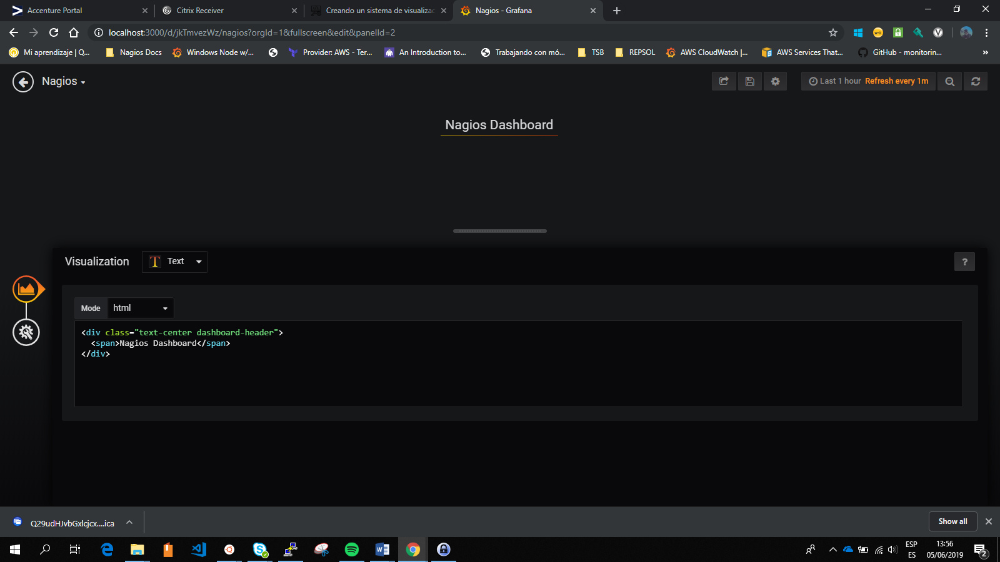 Accenture Portal
Citrix Receiver
Creando un sistema de visualizac
Nagios - Grafana
localhost:3000/d/jkTmvezWz/nagios?orgId=1&fullscreen&edit&panelId=2
Mi aprendizaje | Q...
Nagios Docs
Windows Node w/...
Provider: AWS - Ter...
An Introduction to...
Trabajando con mó...
TSB
REPSOL
AWS CloudWatch |...
AWS Services That...
GitHub - monitorin...
»
Nagios
Last 1 hour Refresh every 1m
Nagios Dashboard
Visualization
Text
?
Mode
html
<div class="text-center dashboard-header">
<span>Nagios Dashboard</span>
</div>
Q29udHJvbGxlcjcx....ica
Show all
ESP
ES
13:56
05/06/2019
2